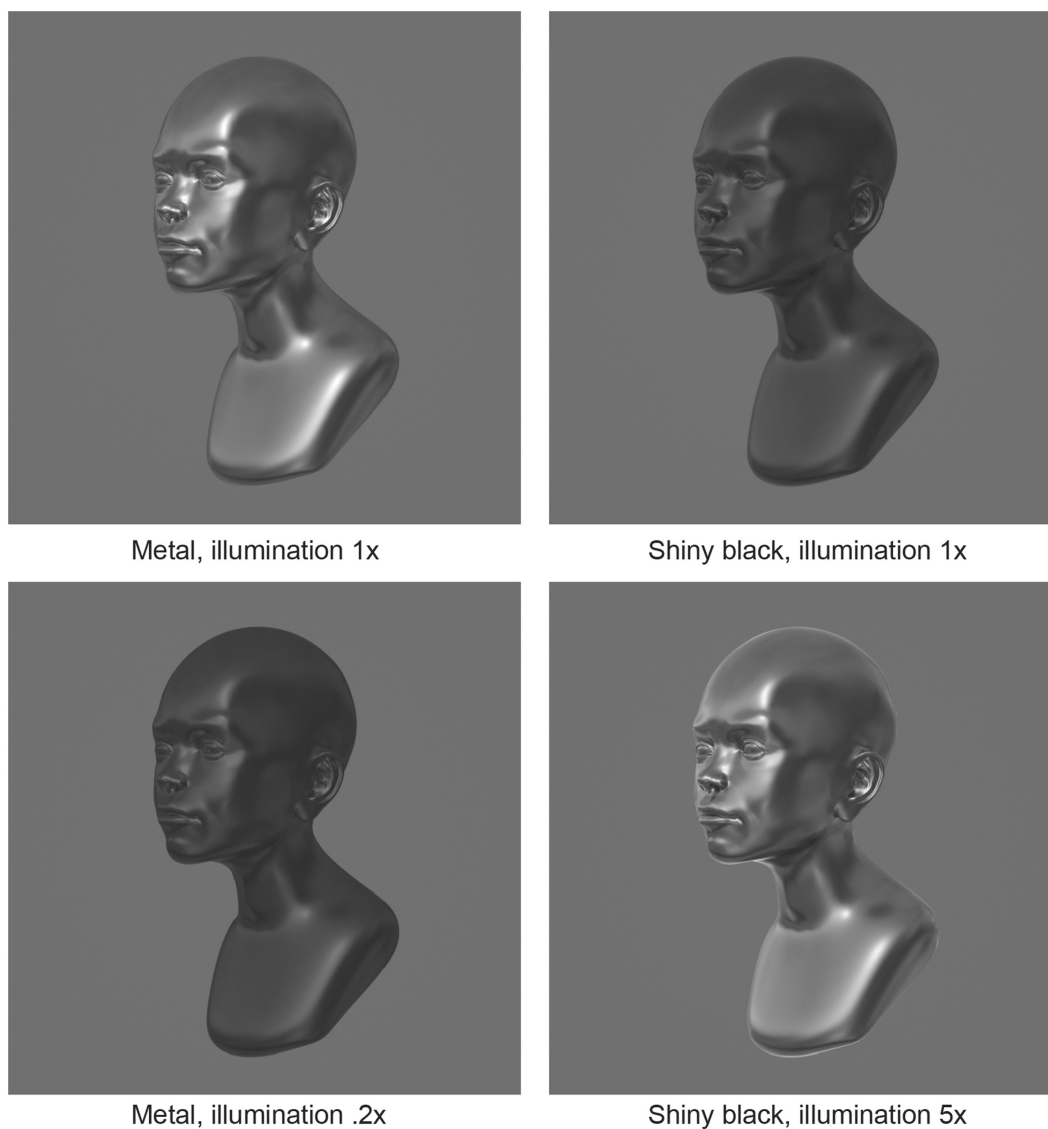 Metal, illumination 1x
Shiny black, illumination 1x
Metal, illumination .2x
Shiny black, illumination 5x